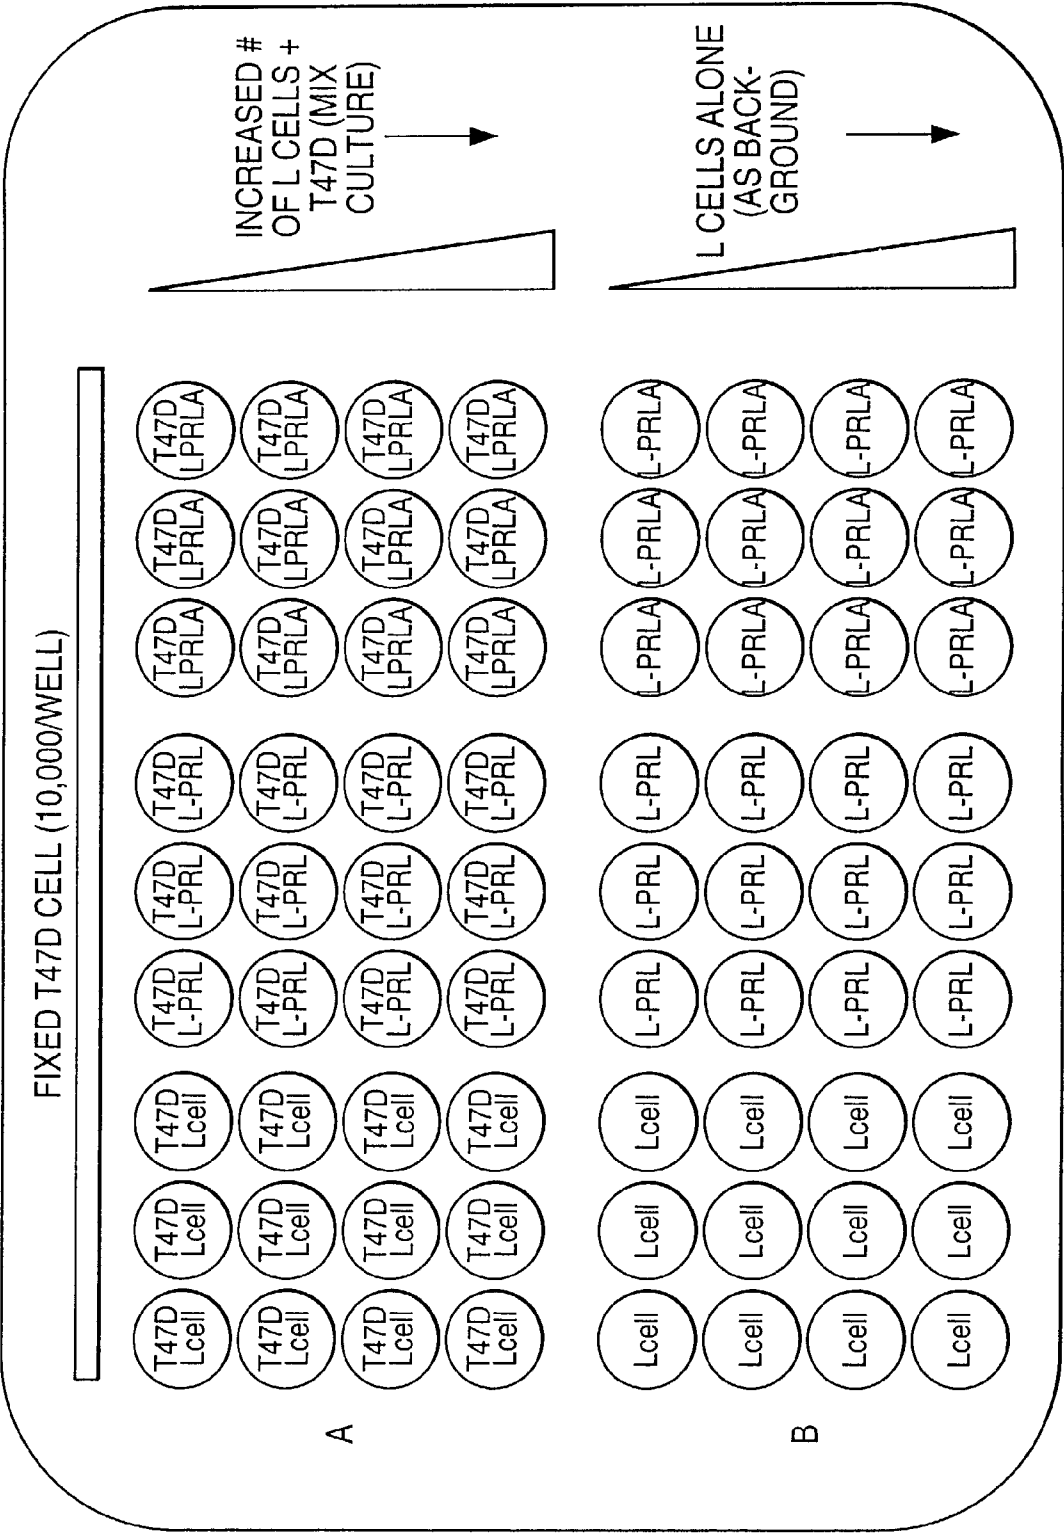 FIXED T47D CELL (10,000/WELL)
A
T47D T47D T47D T47D T47D T47D T47D T47D T47D
Lcell Lcell Lcell L-PRL L-PRL L-PRL LPRLA LPRLA LPRLA
T47D T47D T47D T47D T47D T47D T47D T47D T47D
Lcell Lcell Lcell L-PRL L-PRL L-PRL LPRLA LPRLA LPRLA
T47D T47D T47D T47D T47D T47D T47D T47D T47D
Lcell Lcell Lcell L-PRL L-PRL L-PRL LPRLA LPRLA LPRLA
T47D T47D T47D T47D T47D T47D T47D T47D T47D
Lcell Lcell Lcell L-PRL L-PRL L-PRL LPRLA LPRLA LPRLA
INCREASED #
OF L CELLS +
T47D (MIX
CULTURE)
B
Lcell Lcell Lcell L-PRL L-PRL L-PRL L-PRLA L-PRLA L-PRLA
Lcell Lcell Lcell L-PRL L-PRL L-PRL L-PRLA L-PRLA L-PRLA
Lcell Lcell Lcell L-PRL L-PRL L-PRL L-PRLA L-PRLA L-PRLA
Lcell Lcell Lcell L-PRL L-PRL L-PRL L-PRLA L-PRLA L-PRLA
L CELLS ALONE
(AS BACK-
GROUND)